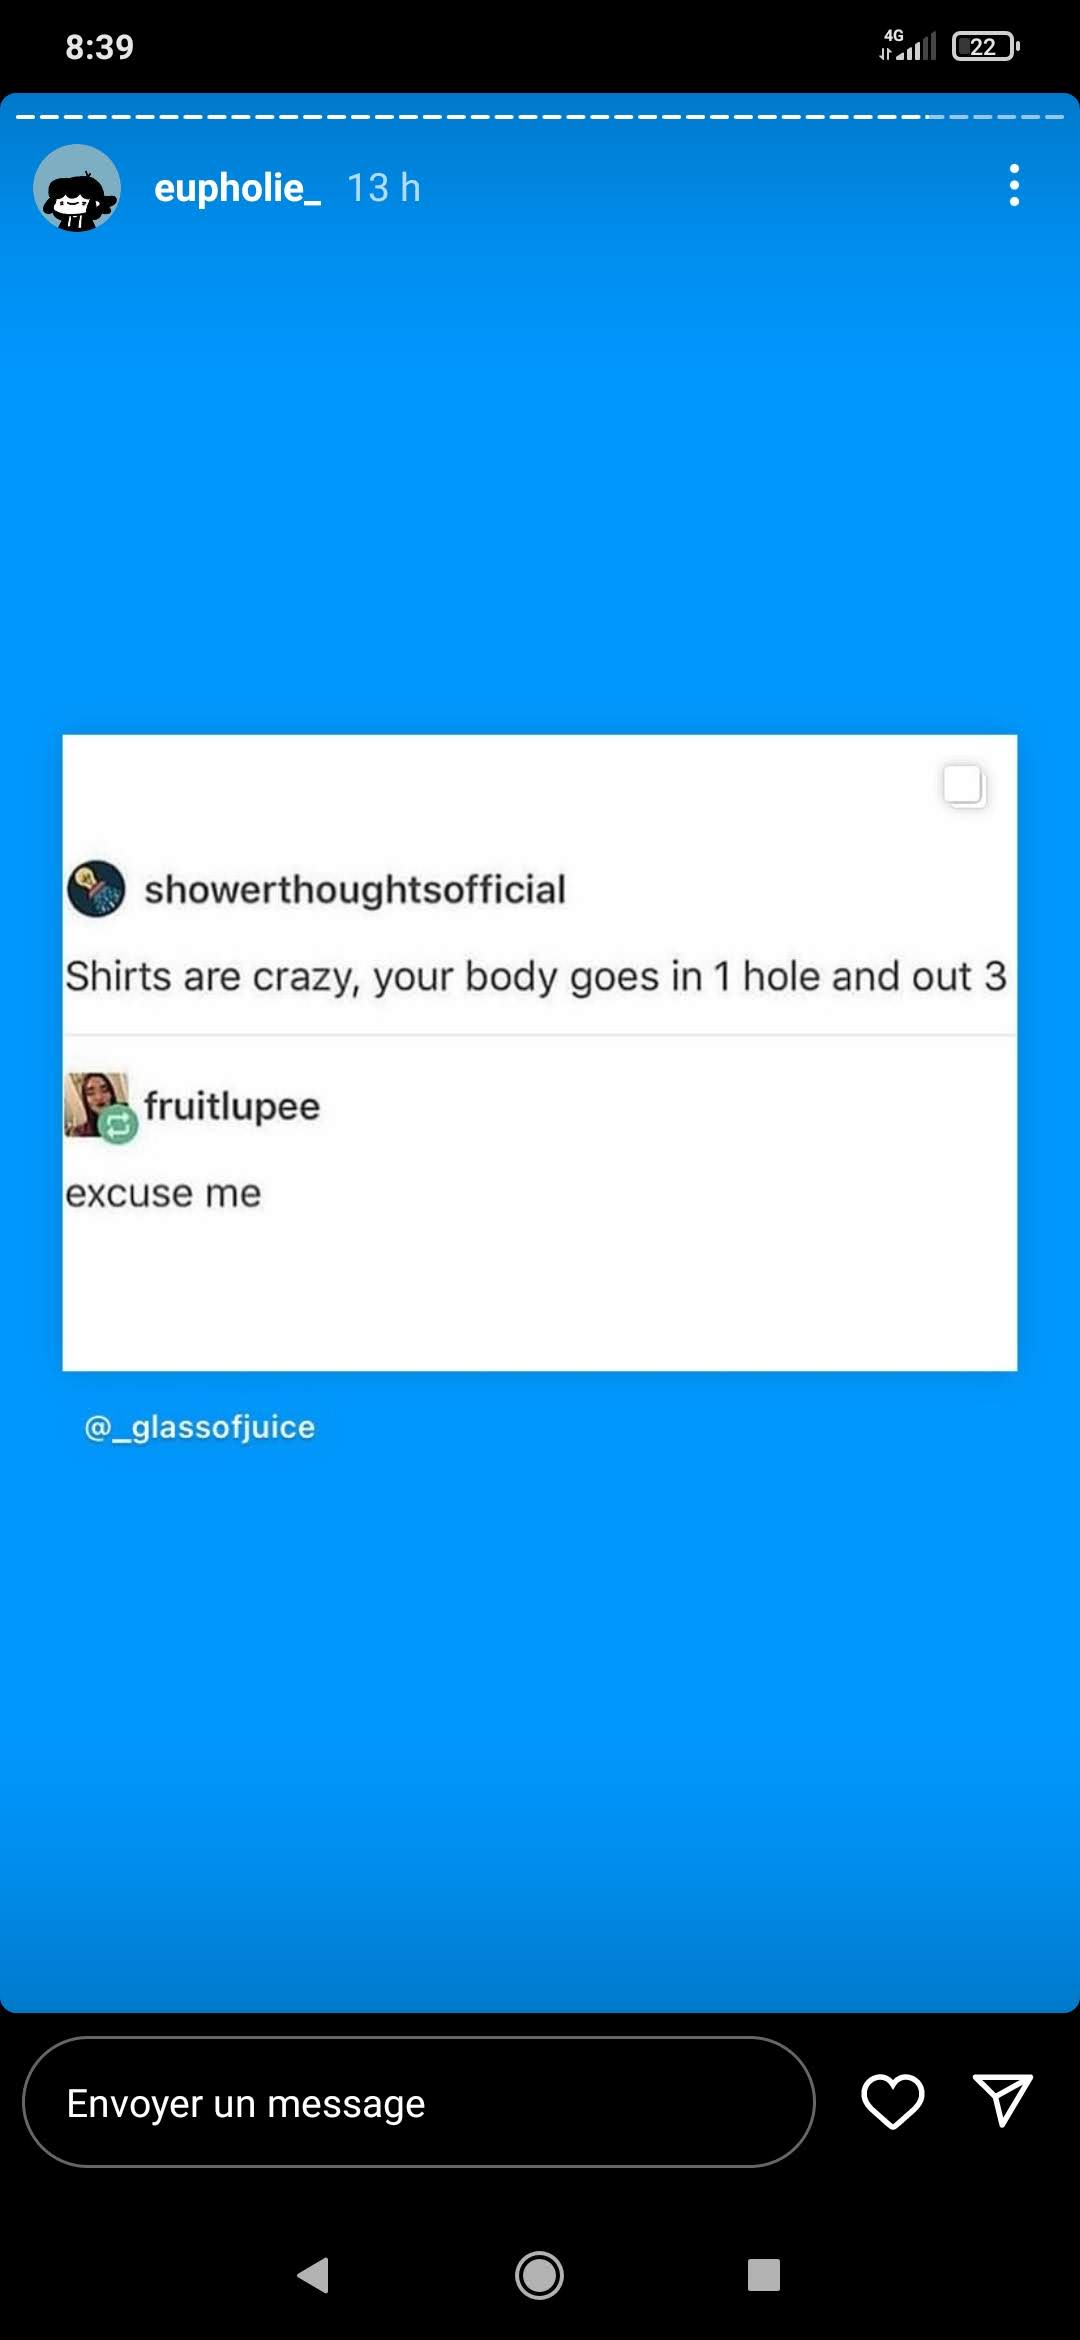 8:39
4G
22
eupholie_ 13 h
showerthoughtsofficial
Shirts are crazy, your body goes in 1 hole and out 3
fruitlupee
excuse me
@_glassofjuice
Envoyer un message